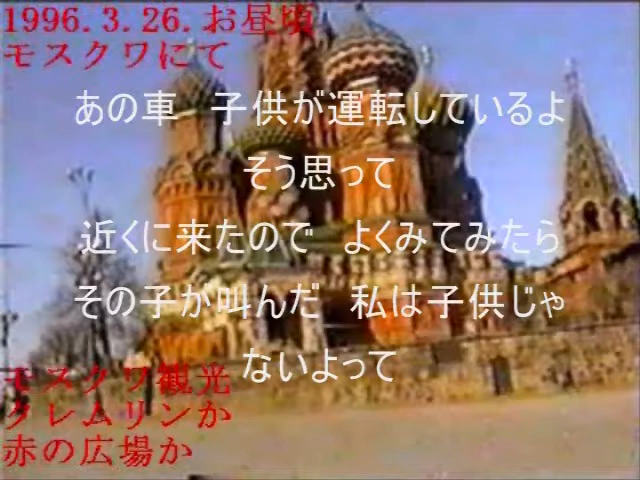 1996.3.26.お昼頃
モスクワにて
あの車　子供が運転しているよ
そう思って
近くに来たので　よくみてみたら
その子が叫んだ　私は子供じゃ
ないよって
モスクワ観光
クレムリンか
赤の広場か